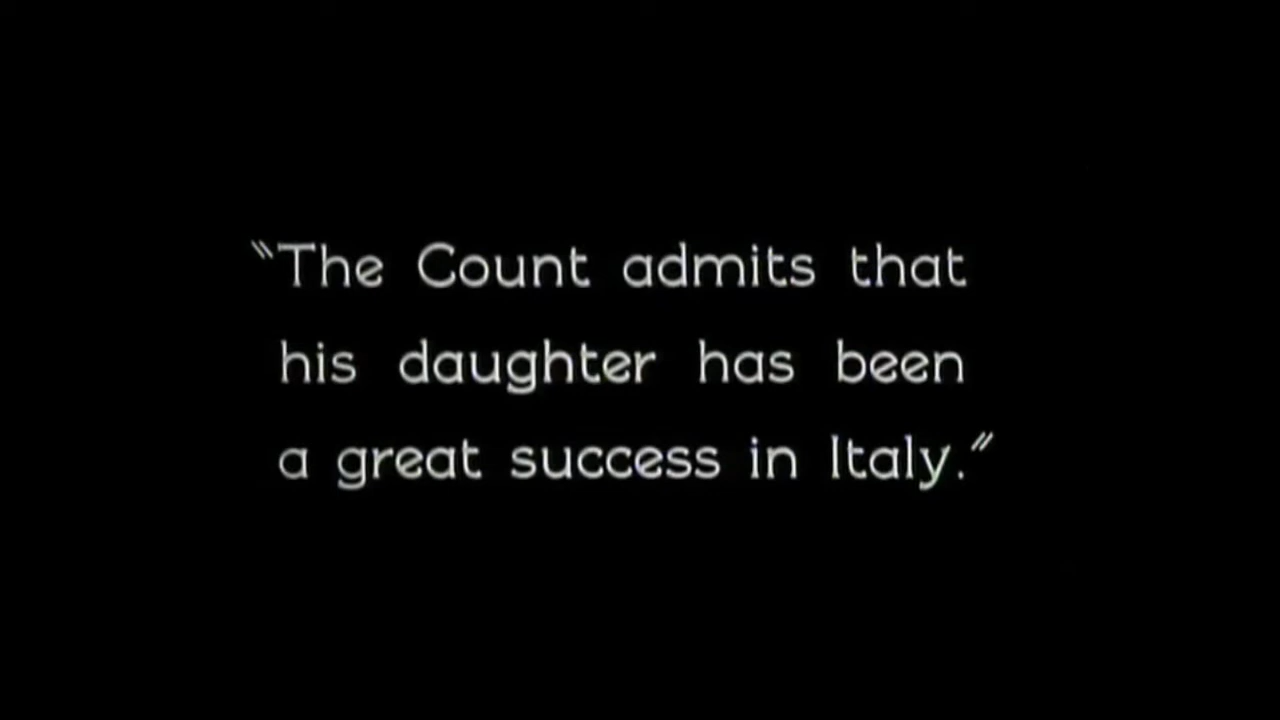 "The Count admits that
his daughter has been
a great success in Italy."